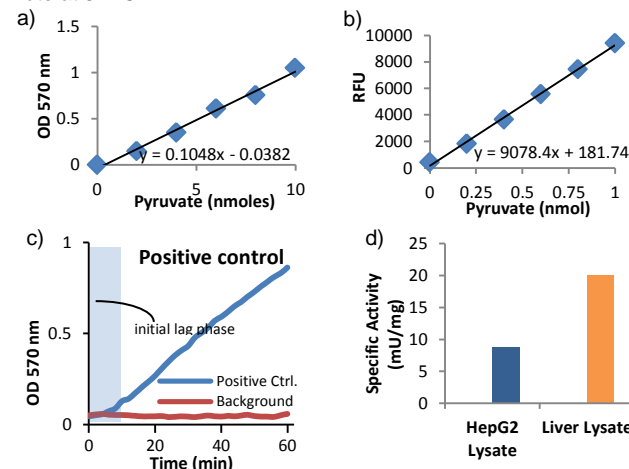 a)
1.5
1
0.5
0
OD 570 nm
y = 0.1048x - 0.0382
0
5
10
Pyruvate (nmoles)
b)
10000
8000
6000
4000
2000
0
RFU
y = 9078.4x + 181.74
0
0.25
0.5
0.75
1
Pyruvate (nmol)
c)
1
0.5
0
OD 570 nm
Positive control
initial lag phase
Positive Ctrl.
Background
0
20
40
60
Time (min)
d)
25
20
15
10
5
0
Specific Activity
(mU/mg)
HepG2
Lysate
Liver Lysate